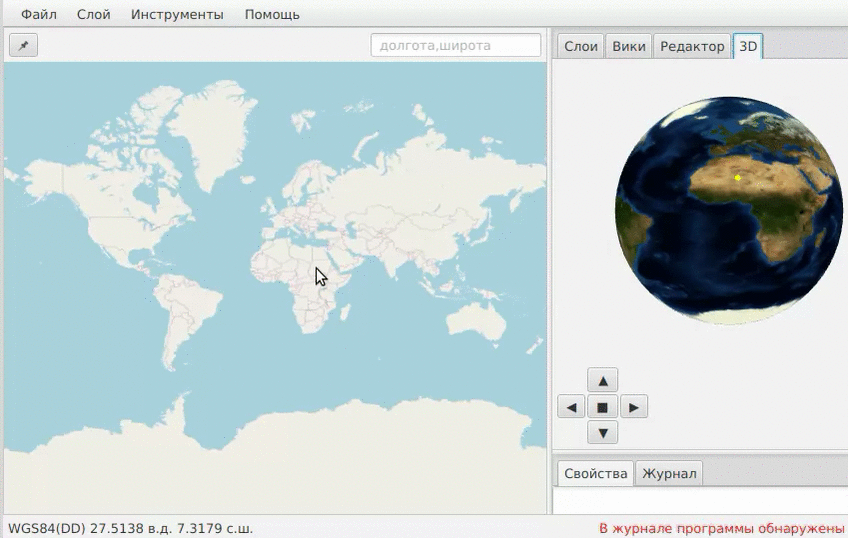 Файл Слой Инструменты Помощь
долгота,широта
Слои Вики Редактор 3D
Свойства Журнал
WGS84(DD) 27.5138 в.д. 7.3179 с.ш.
В журнале программы обнаружены